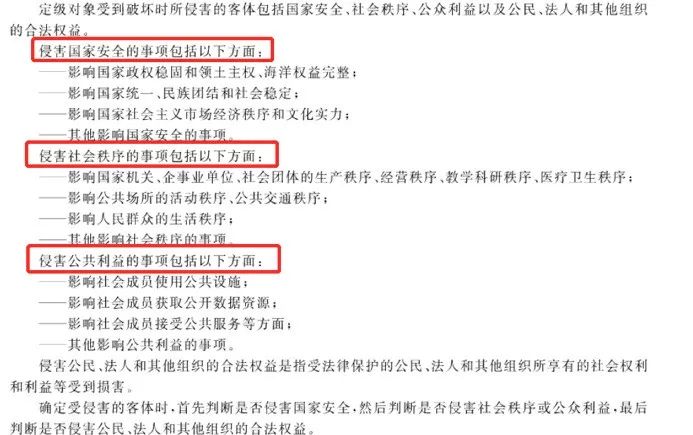 定级对象受到破坏时所侵害的客体包括国家安全、社会秩序、公众利益以及公民、法人和其他组织
的合法权益。
侵害国家安全的事项包括以下方面：
——影响国家政权稳固和领土主权、海洋权益完整；
——影响国家统一、民族团结和社会稳定；
——影响国家社会主义市场经济秩序和文化实力；
——其他影响国家安全的事项。
侵害社会秩序的事项包括以下方面：
——影响国家机关、企事业单位、社会团体的生产秩序、经营秩序、教学科研秩序、医疗卫生秩序；
——影响公共场所的活动秩序、公共交通秩序；
——影响人民群众的生活秩序；
——其他影响社会秩序的事项。
侵害公共利益的事项包括以下方面：
——影响社会成员使用公共设施；
——影响社会成员获取公开数据资源；
——影响社会成员接受公共服务等方面；
——其他影响公共利益的事项。
侵害公民、法人和其他组织的合法权益是指受法律保护的公民、法人和其他组织所享有的社会权利
和利益等受到损害。
确定受侵害的客体时，首先判断是否侵害国家安全，然后判断是否侵害社会秩序或公众利益，最后
判断是否侵害公民、法人和其他组织的合法权益。